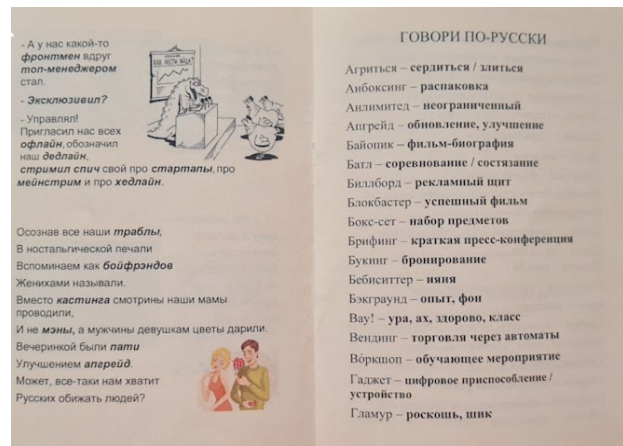 - А у нас какой-то
фронтмен вдруг
топ-менеджером
стал.
- Эксклюзивил?
- Управлял!
Пригласил нас всех
офлайн, обозначил
наш дедлайн,
стримил спич свой про стартапы, про
мейнстрим и про хедлайн.
КАК НЕСТИ ЯЙЦА
Осознав все наши траблы,
В ностальгической печали
Вспоминаем как бойфрэндов
Женихами называли.
Вместо кастинга смотрины наши мамы
проводили,
И не мэны, а мужчины девушкам цветы дарили.
Вечеринкой были пати
Улучшением апгрейд.
Может, все-таки нам хватит
Русских обижать людей?
ГОВОРИ ПО-РУССКИ
Агриться – сердиться / злиться
Анбоксинг – распаковка
Анлимитед – неограниченный
Апгрейд – обновление, улучшение
Байопик – фильм-биография
Батл – соревнование / состязание
Биллборд – рекламный щит
Блокбастер – успешный фильм
Бокс-сет – набор предметов
Брифинг – краткая пресс-конференция
Букинг – бронирование
Бебиситтер – няня
Бэкграунд – опыт, фон
Вау! – ура, ах, здорово, класс
Вендинг – торговля через автоматы
Во́ркшоп – обучающее мероприятие
Гаджет – цифровое приспособление /
устройство
Гламур – роскошь, шик